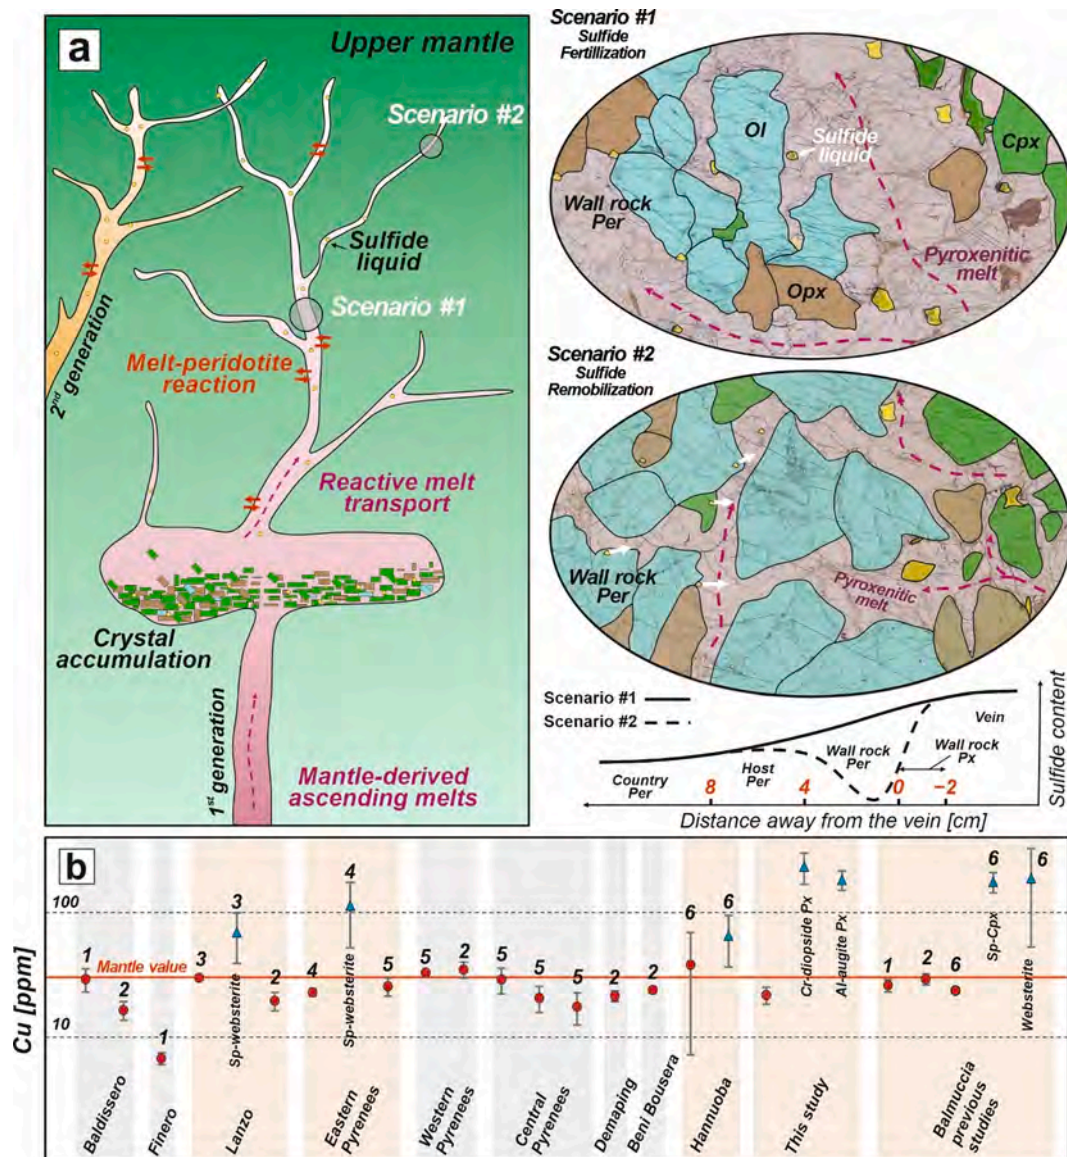 a
Upper mantle
Scenario #2
Sulfide
liquid
Scenario #1
2nd generation
Melt-peridotite
reaction
Reactive melt
transport
Crystal
accumulation
1st generation
Mantle-derived
ascending melts
Scenario #1
Sulfide
Fertillization
Ol
Sulfide
liquid
Cpx
Wall rock
Per
Pyroxenitic
melt
Opx
Scenario #2
Sulfide
Remobilization
Wall rock
Per
Pyroxenitic
melt
Scenario #1
Scenario #2
Vein
Wall rock
Per
Wall rock
Px
Host
Per
Country
Per
8 4 0 −2
Distance away from the vein [cm]
Sulfide content
b
Cu [ppm]
100
10
Mantle value
1 2 1 3 3 2 4 4 5 5 2 5 5 5 2 2 6 6 1 2 6 6 6
Sp-websterite
Sp-websterite
Cr-diopside Px
Al-augite Px
Sp-Cpx
Websterite
Baldissero
Finero
Lanzo
Eastern
Pyrenees
Western
Pyrenees
Central
Pyrenees
Demaping
Beni Bousera
Hannuoba
This study
Balmuccia
previous
studies